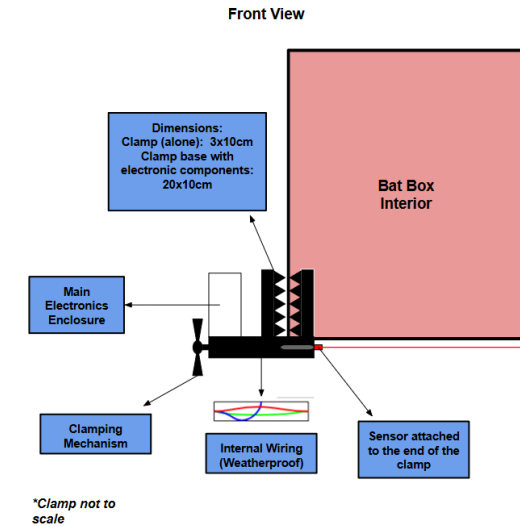 Front View
Dimensions:
Clamp (alone): 3x10cm
Clamp base with
electronic components:
20x10cm
Bat Box
Interior
Main
Electronics
Enclosure
Clamping
Mechanism
Internal Wiring
(Weatherproof)
Sensor attached
to the end of the
clamp
*Clamp not to
scale